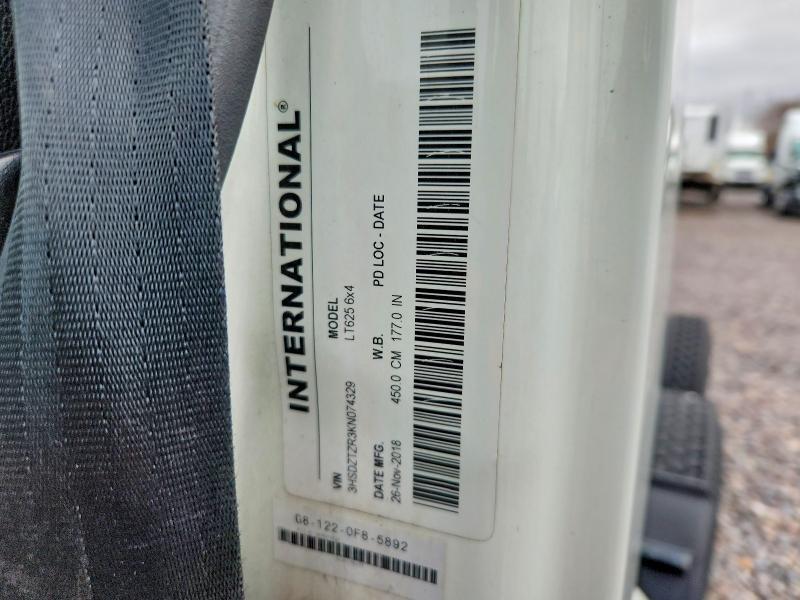 INTERNATIONAL®
VIN MODEL
3HSDZTZR3KN074329 LT625 6x4
DATE MFG. W.B. PD LOC - DATE
26-Nov-2018 450.0 CM 177.0 IN
G8-122-0F8-5892